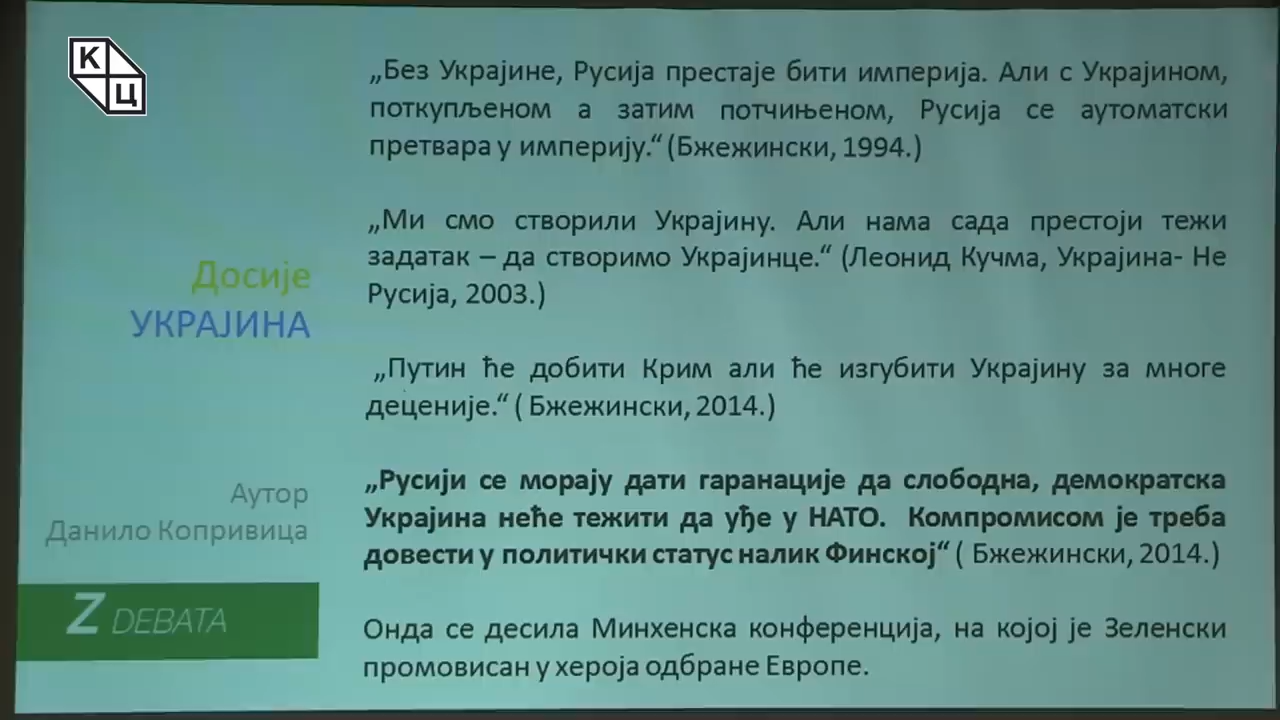 К
Ц
„Без Украјине, Русија престаје бити империја. Али с Украјином,
поткупљеном а затим потчињеном, Русија се аутоматски
претвара у империју.“ (Бжежински, 1994.)
„Ми смо створили Украјину. Али нама сада престоји тежи
задатак – да створимо Украјинце.“ (Леонид Кучма, Украјина- Не
Русија, 2003.)
Досије
УКРАЈИНА
„Путин ће добити Крим али ће изгубити Украјину за многе
деценије.“ ( Бжежински, 2014.)
„Русији се морају дати гаранације да слободна, демократска
Украјина неће тежити да уђе у НАТО. Компромисом је треба
довести у политички статус налик Финској“ ( Бжежински, 2014.)
Аутор
Данило Копривица
Z DEBATA
Онда се десила Минхенска конференција, на којој је Зеленски
промовисан у хероја одбране Европе.